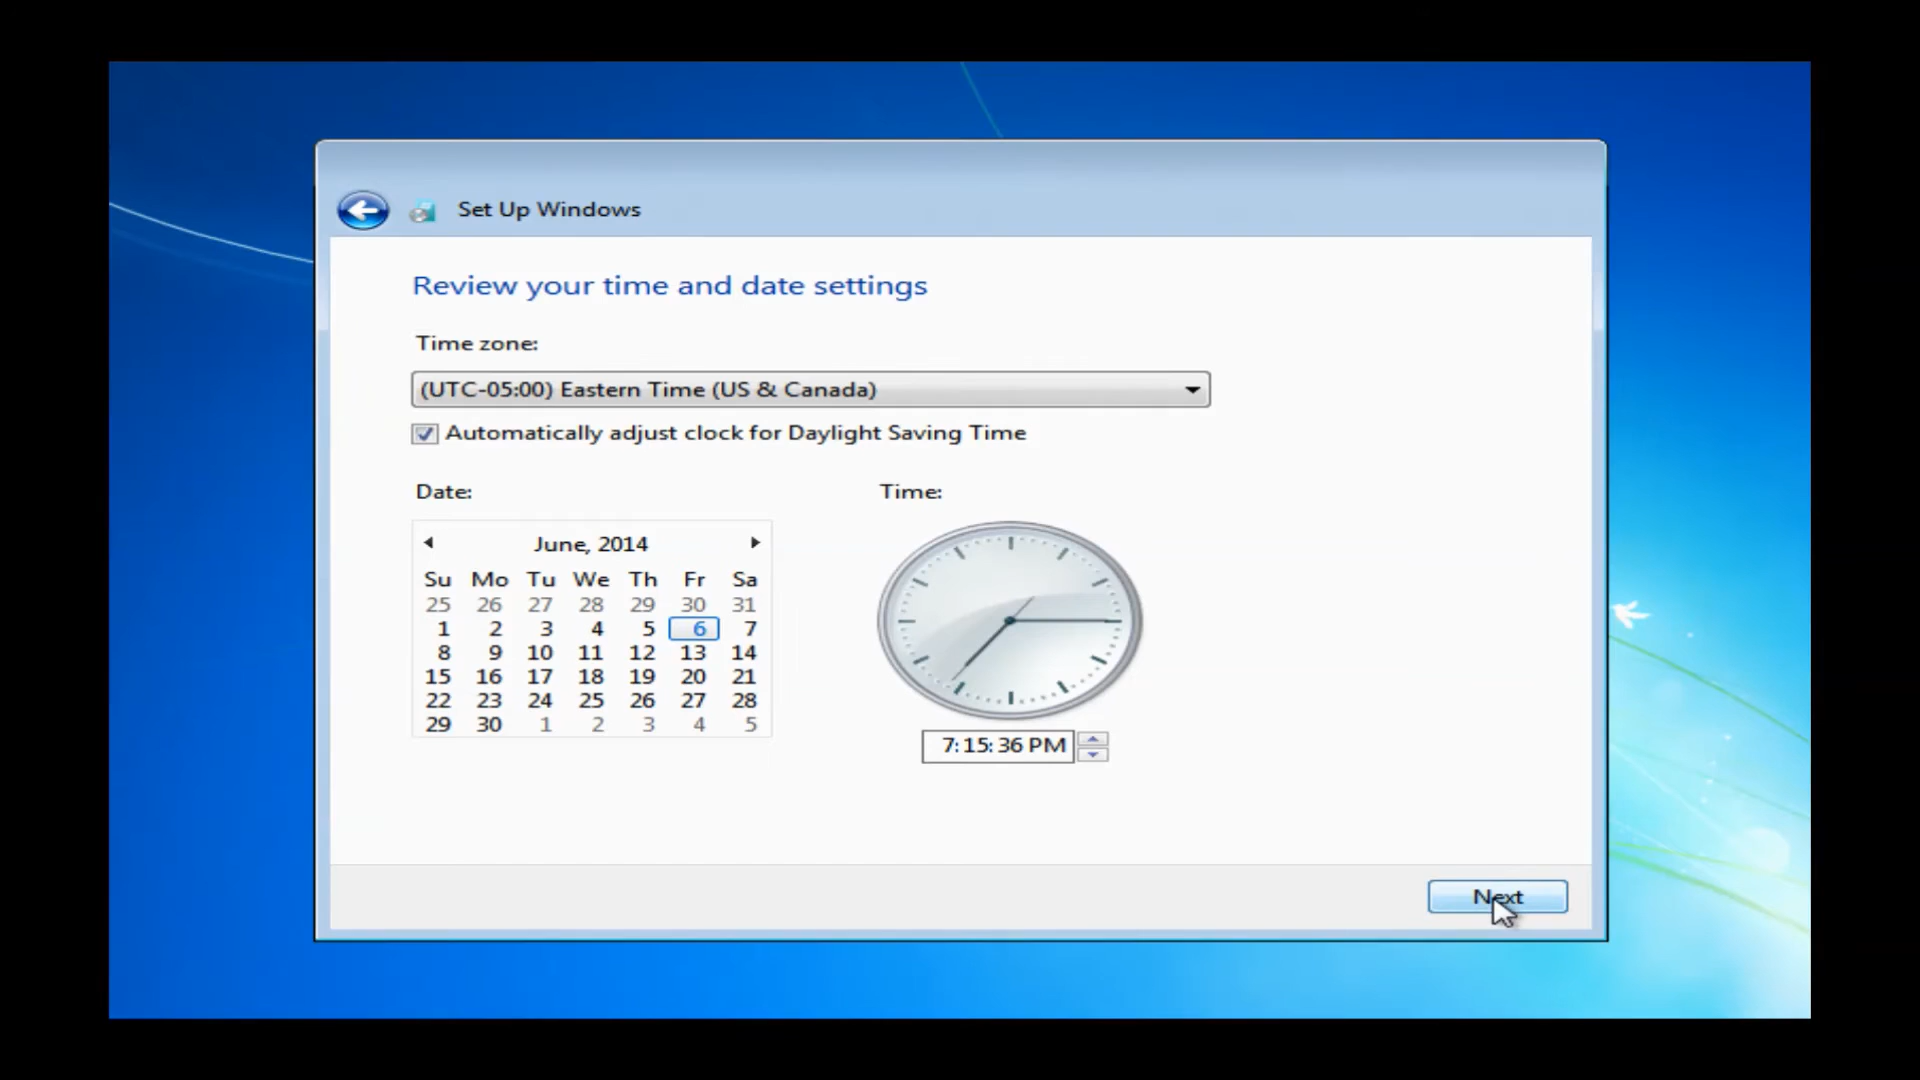 Set Up Windows
Review your time and date settings
Time zone:
(UTC-05:00) Eastern Time (US & Canada)
Automatically adjust clock for Daylight Saving Time
Date: Time:
June, 2014
Su Mo Tu We Th Fr Sa
25 26 27 28 29 30 31
1 2 3 4 5 6 7
8 9 10 11 12 13 14
15 16 17 18 19 20 21
22 23 24 25 26 27 28
29 30 1 2 3 4 5
7:15:36 PM
Next